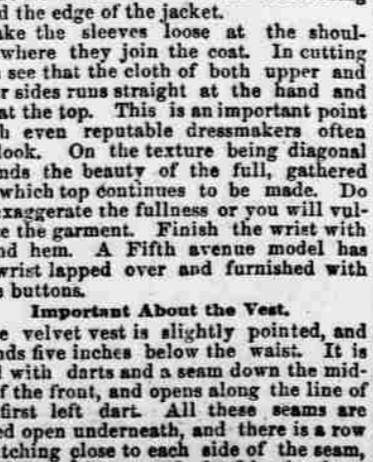 d the edge of the jacket.
ake the sleeves loose at the shoul-
where they join the coat. In cutting
see that the cloth of both upper and
r sides runs straight at the hand and
at the top. This is an important point
h even reputable dressmakers often
look. On the texture being diagonal
nds the beauty of the full, gathered
which top continues to be made. Do
exaggerate the fullness or you will vul-
e the garment. Finish the wrist with
nd hem. A Fifth avenue model has
wrist lapped over and furnished with
s buttons.
Important About the Vest.
e velvet vest is slightly pointed, and
nds five inches below the waist. It is
d with darts and a seam down the mid-
f the front, and opens along the line of
first left dart. All these seams are
ed open underneath, and there is a row
titching close to each side of the seam,